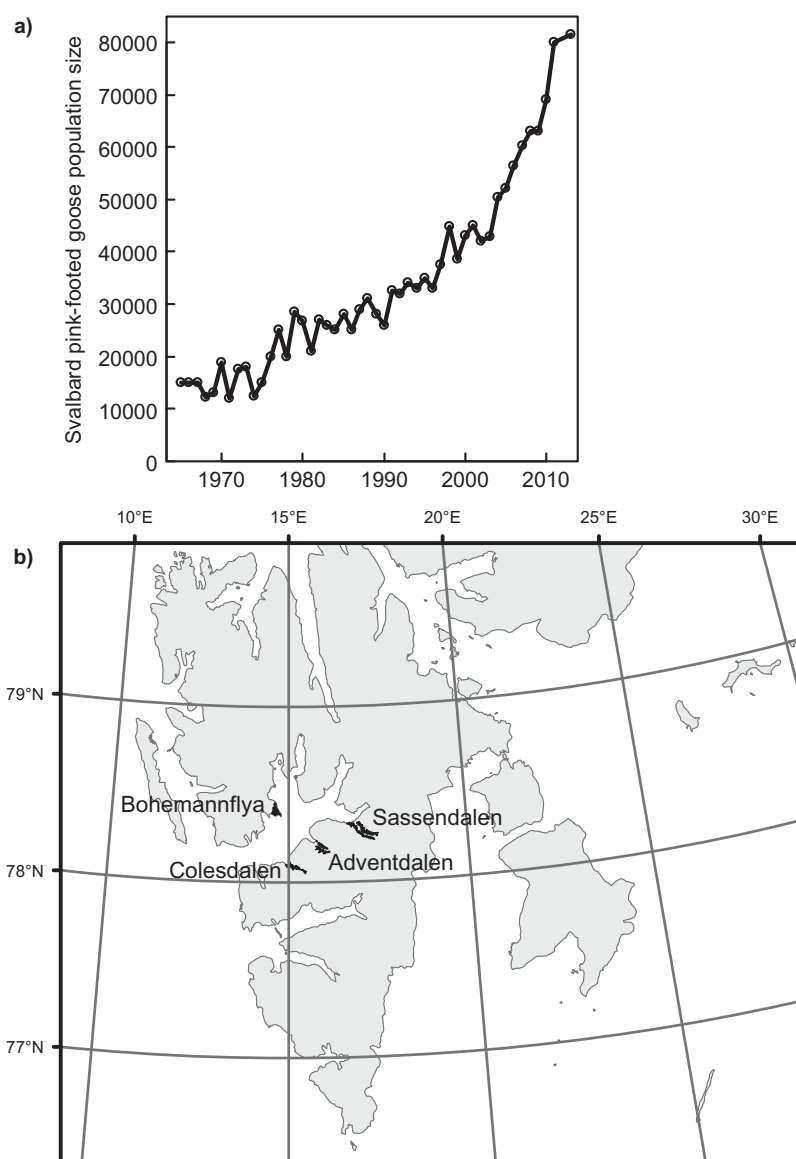 a)
Svalbard pink-footed goose population size
80000
70000
60000
50000
40000
30000
20000
10000
0
1970 1980 1990 2000 2010
10°E 15°E 20°E 25°E 30°E
b)
79°N
Bohemannflya
Sassendalen
Adventdalen
Colesdalen
78°N
77°N